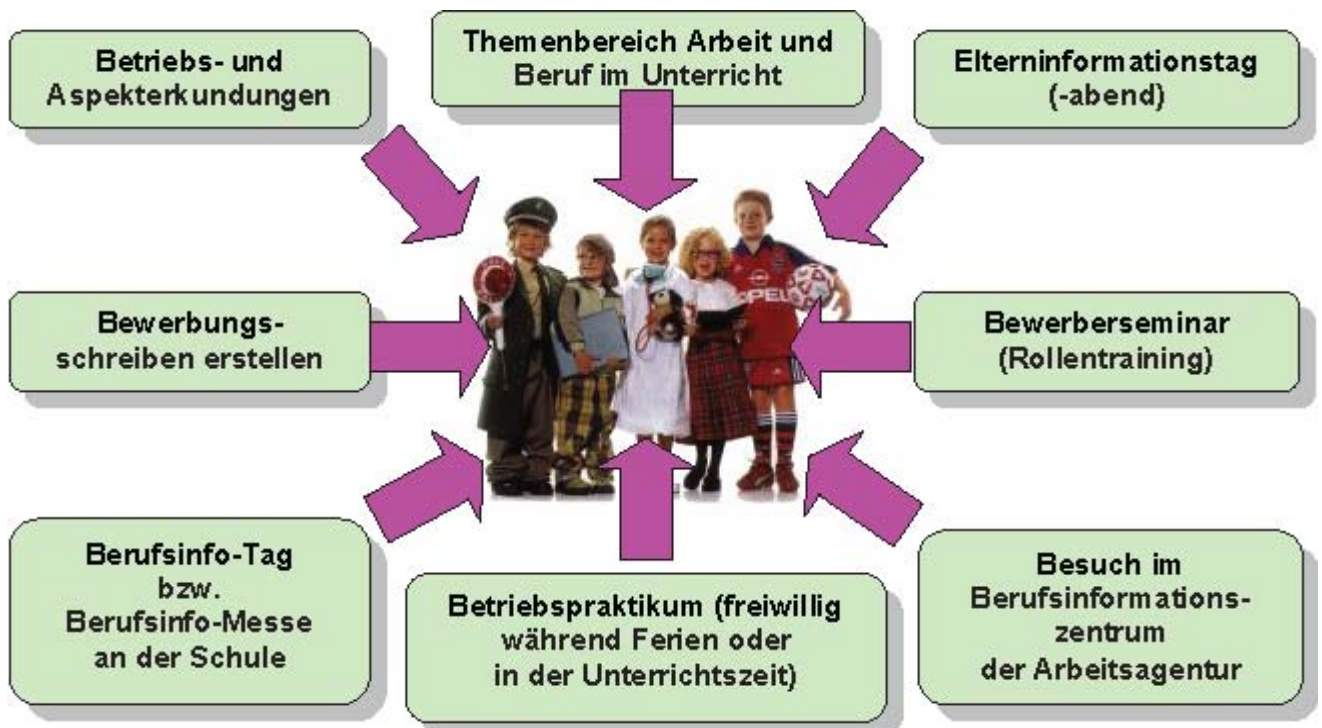 Betriebs- und
Aspekterkundungen
Themenbereich Arbeit und
Beruf im Unterricht
Elterninformationstag
(-abend)
Bewerbungs-
schreiben erstellen
OPEL
Bewerberseminar
(Rollentraining)
Berufsinfo-Tag
bzw.
Berufsinfo-Messe
an der Schule
Betriebspraktikum (freiwillig
während Ferien oder
in der Unterrichtszeit)
Besuch im
Berufsinformations-
zentrum
der Arbeitsagentur